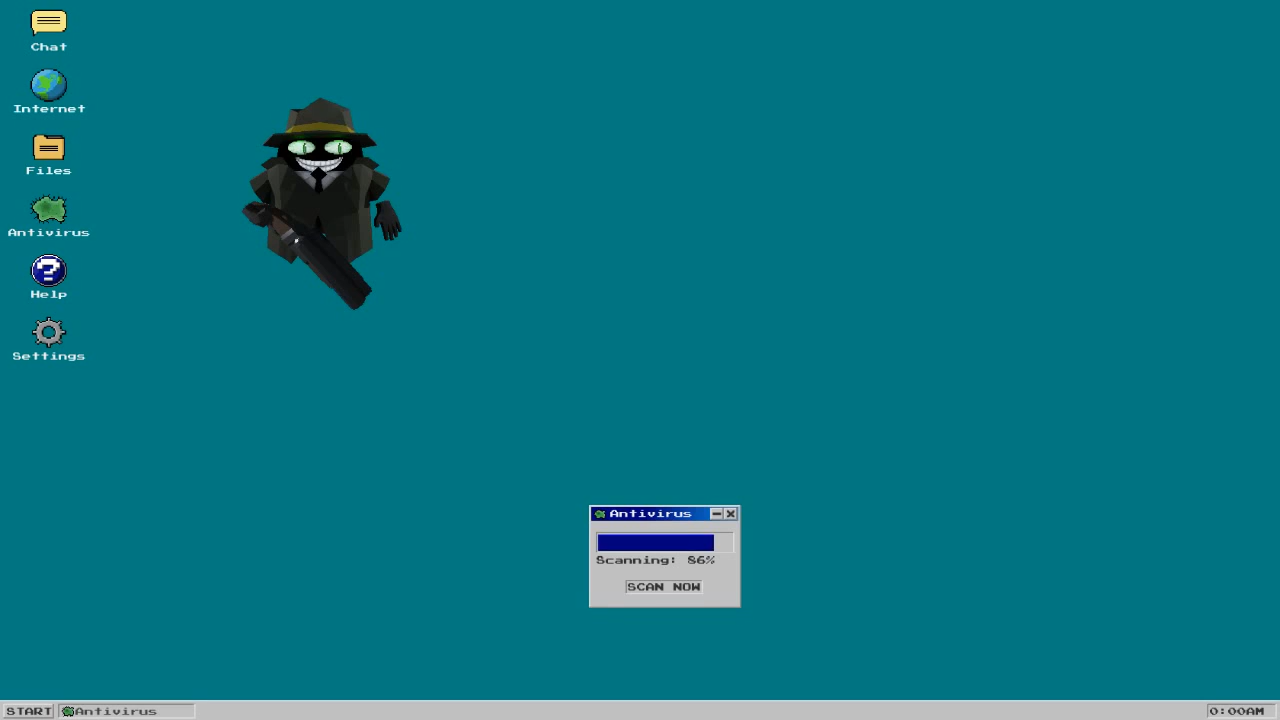 Chat
Internet
Files
Antivirus
Help
Settings
Antivirus
Scanning: 86%
SCAN NOW
START
Antivirus
0:00AM